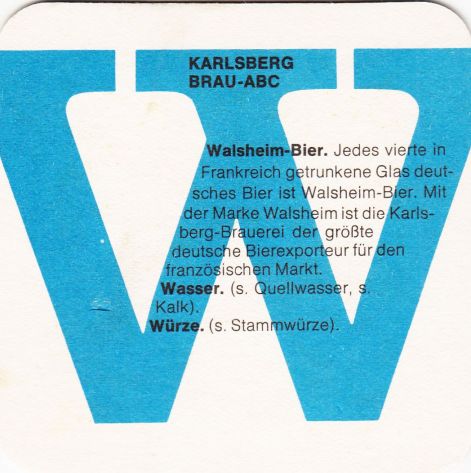 W
KARLSBERG
BRAU-ABC
Walsheim-Bier. Jedes vierte in
Frankreich getrunkene Glas deut-
sches Bier ist Walsheim-Bier. Mit
der Marke Walsheim ist die Karls-
berg-Brauerei der größte
deutsche Bierexporteur für den
französischen Markt.
Wasser. (s. Quellwasser, s.
Kalk).
Würze. (s. Stammwürze).